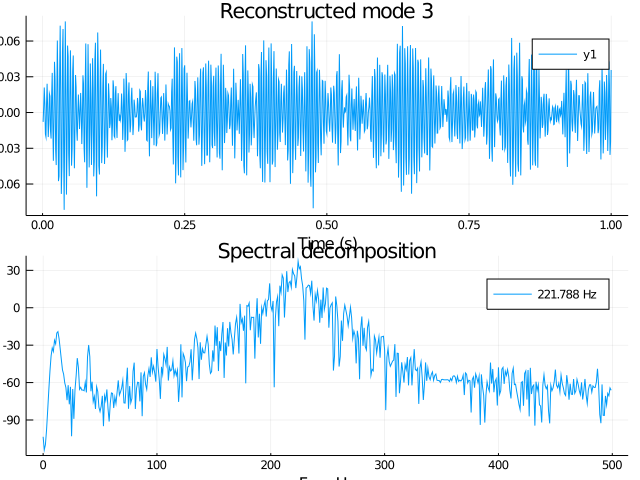 Reconstructed mode 3
0.06
0.03
0.00
0.03
0.06
y1
0.00 0.25 0.50 0.75 1.00
Time (s)
Spectral decomposition
30
0
-30
-60
-90
221.788 Hz
0 100 200 300 400 500